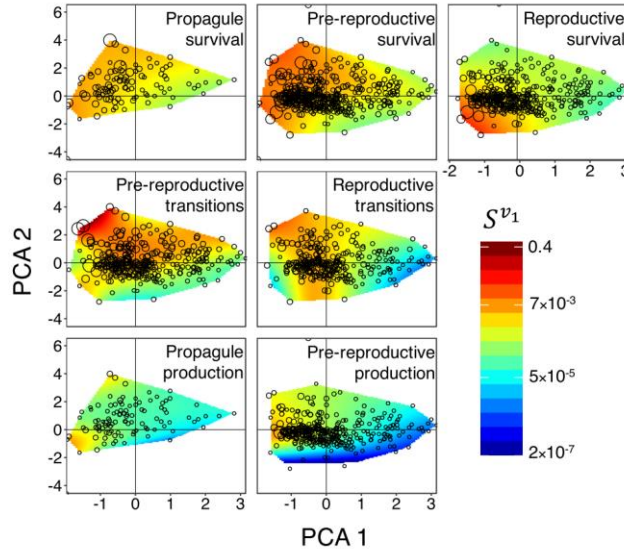 Propagule
survival
Pre-reproductive
survival
Reproductive
survival
6
4
2
0
-2
-4
-2 -1 0 1 2 3
Pre-reproductive
transitions
Reproductive
transitions
6
4
2
0
-2
-4
PCA 2
Sᵛ¹
0.4
7×10⁻³
5×10⁻⁵
2×10⁻⁷
Propagule
production
Pre-reproductive
production
6
4
2
0
-2
-4
-1 0 1 2 3
-1 0 1 2 3
PCA 1